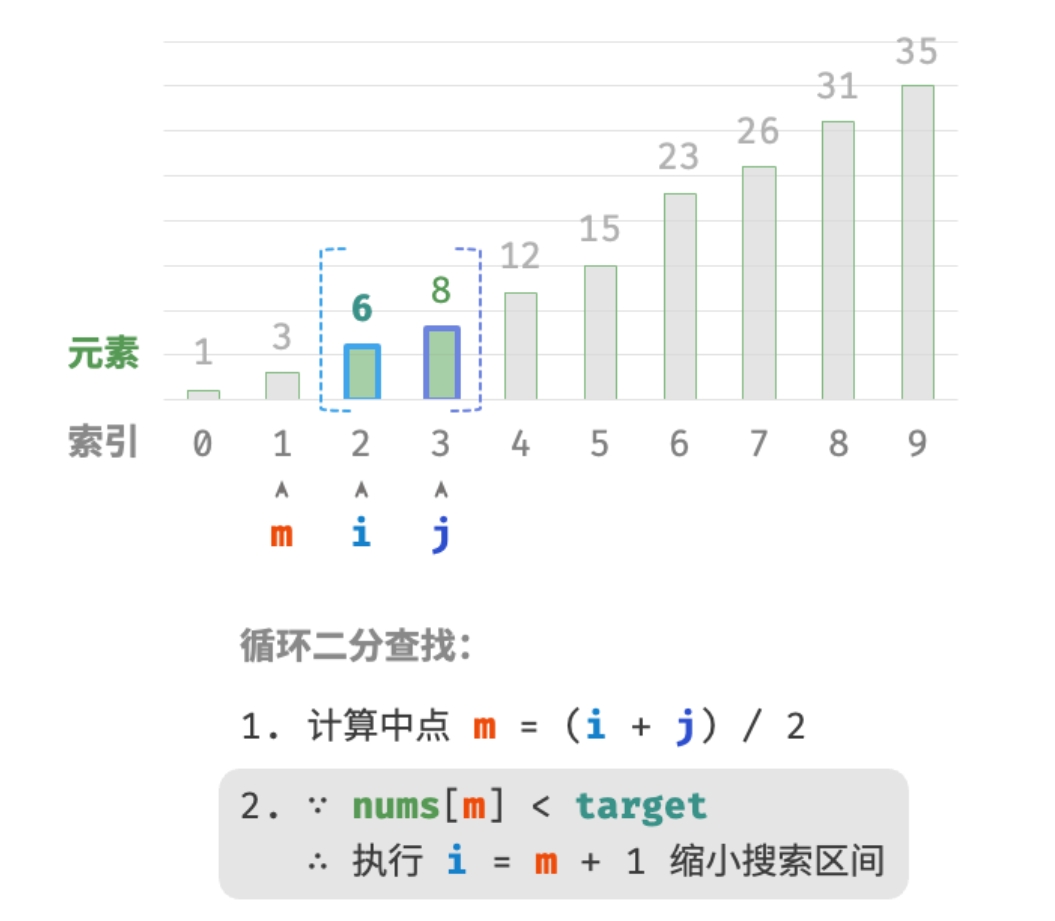 35
31
26
23
15
12
8
6
3
元素 1
索引 0 1 2 3 4 5 6 7 8 9
m i j
循环二分查找：
1. 计算中点 m = (i + j) / 2
2. ∵ nums[m] < target
∴ 执行 i = m + 1 缩小搜索区间